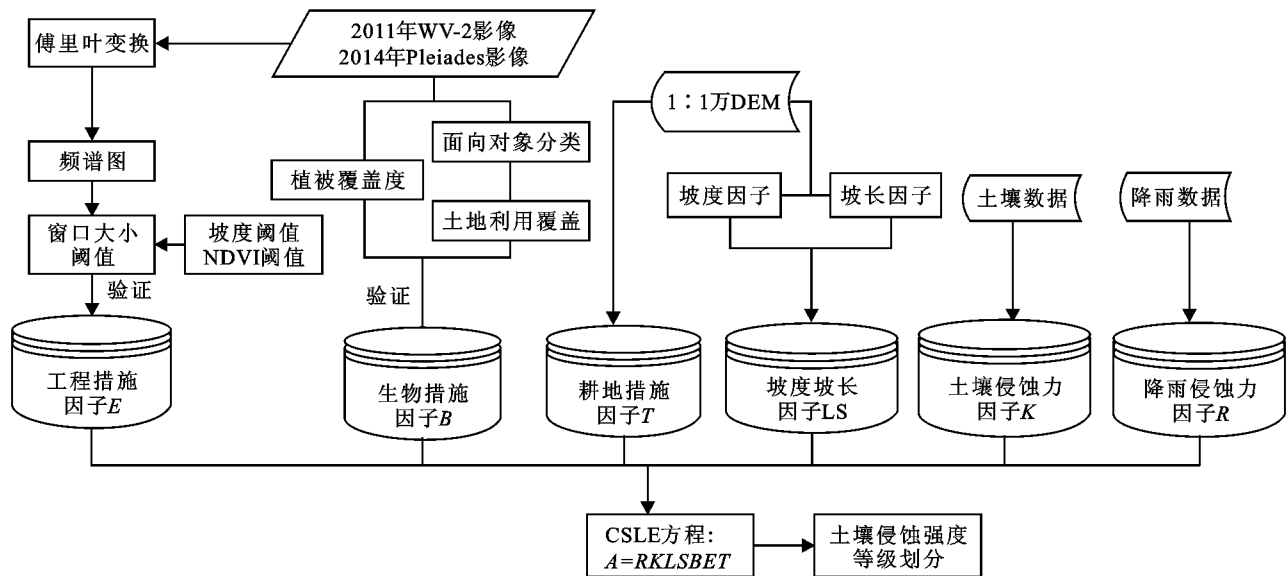 傅里叶变换
2011年WV-2影像
2014年Pleiades影像
1：1万DEM
频谱图
植被覆盖度
面向对象分类
土地利用覆盖
坡度因子
坡长因子
土壤数据
降雨数据
窗口大小
阈值
坡度阈值
NDVI阈值
验证
验证
工程措施
因子E
生物措施
因子B
耕地措施
因子T
坡度坡长
因子LS
土壤侵蚀力
因子K
降雨侵蚀力
因子R
CSLE方程:
A=RKLSBET
土壤侵蚀强度
等级划分